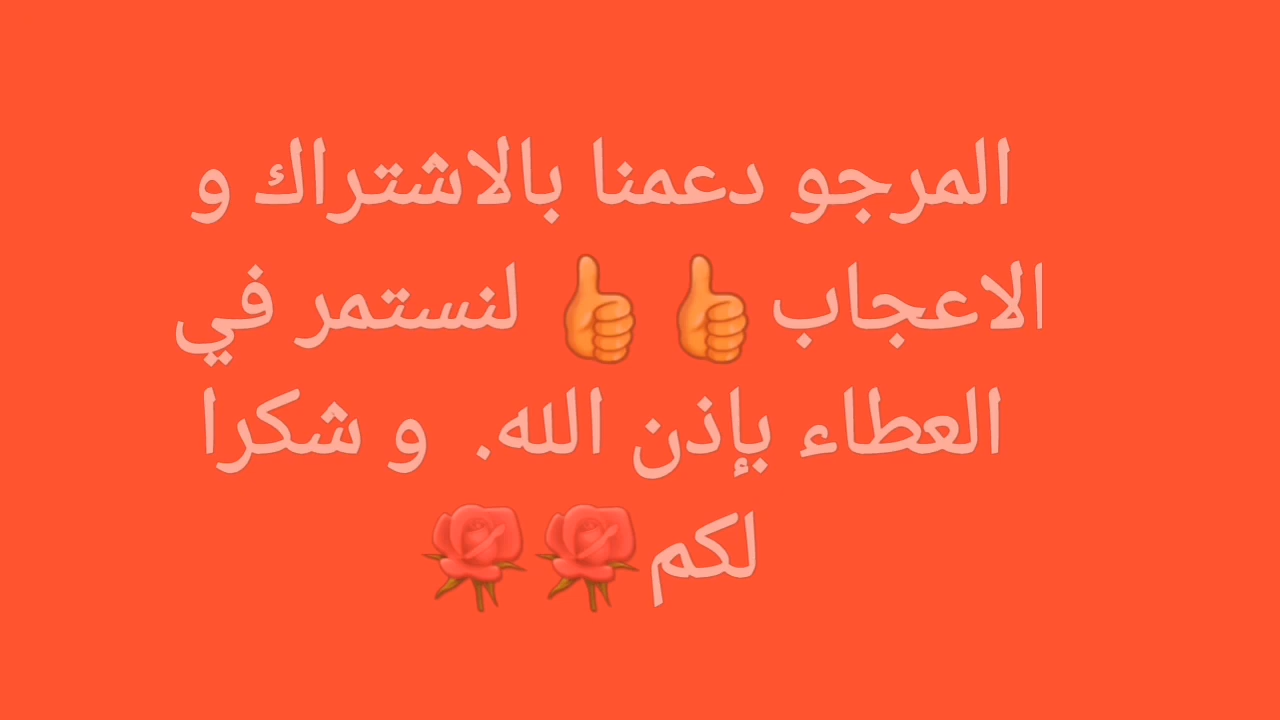 المرجو دعمنا بالاشتراك و
الاعجاب👍👍 لنستمر في
العطاء بإذن الله.  و شكرا
لكم🌹🌹